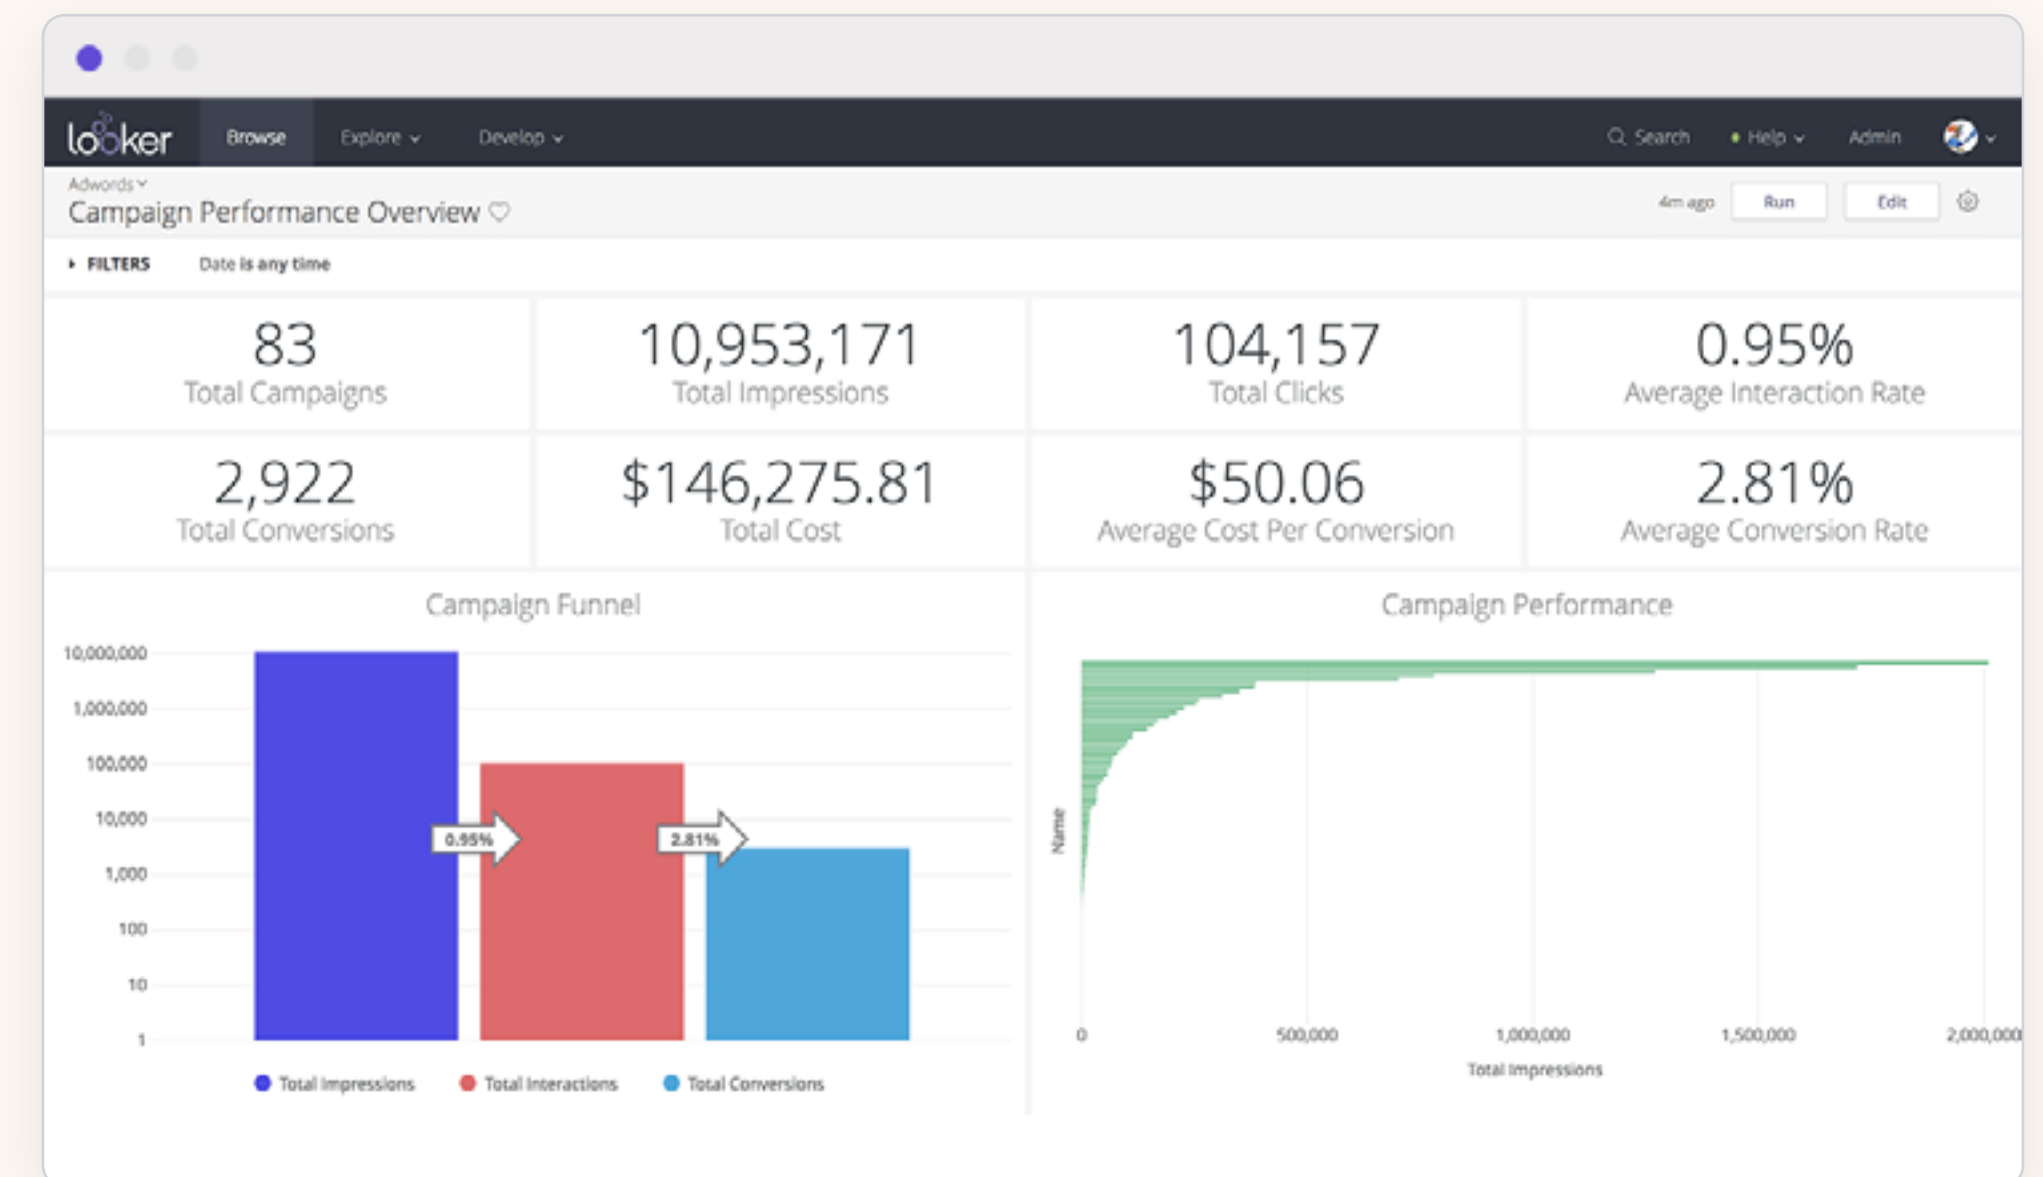 looker Browse Explore Develop Search Help Admin
Adwords
Campaign Performance Overview
4m ago Run Edit
FILTERS Date is any time
83
Total Campaigns
10,953,171
Total Impressions
104,157
Total Clicks
0.95%
Average Interaction Rate
2,922
Total Conversions
$146,275.81
Total Cost
$50.06
Average Cost Per Conversion
2.81%
Average Conversion Rate
Campaign Funnel
10,000,000
1,000,000
100,000
10,000
1,000
100
10
1
0.95%
2.81%
Total Impressions Total Interactions Total Conversions
Campaign Performance
Name
0 500,000 1,000,000 1,500,000 2,000,000
Total Impressions